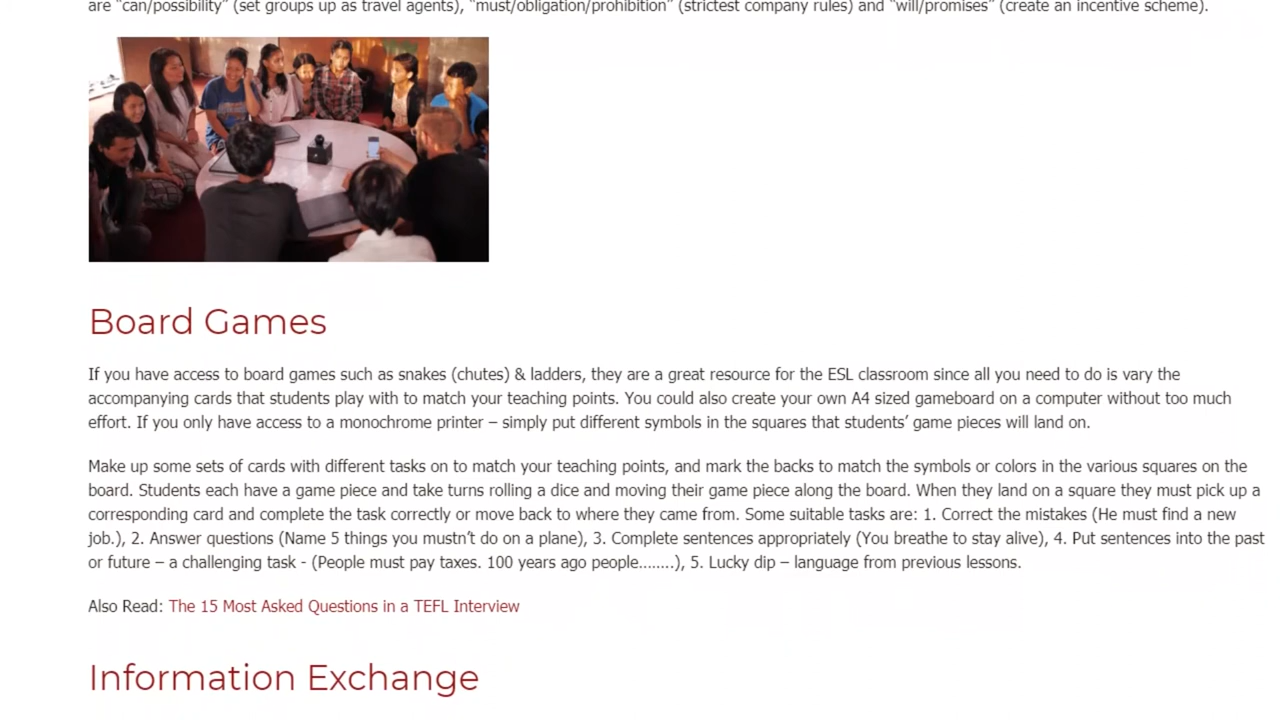 are "can/possibility" (set groups up as travel agents), "must/obligation/prohibition" (strictest company rules) and "will/promises" (create an incentive scheme).
Board Games
If you have access to board games such as snakes (chutes) & ladders, they are a great resource for the ESL classroom since all you need to do is vary the
accompanying cards that students play with to match your teaching points. You could also create your own A4 sized gameboard on a computer without too much
effort. If you only have access to a monochrome printer – simply put different symbols in the squares that students’ game pieces will land on.
Make up some sets of cards with different tasks on to match your teaching points, and mark the backs to match the symbols or colors in the various squares on the
board. Students each have a game piece and take turns rolling a dice and moving their game piece along the board. When they land on a square they must pick up a
corresponding card and complete the task correctly or move back to where they came from. Some suitable tasks are: 1. Correct the mistakes (He must find a new
job.), 2. Answer questions (Name 5 things you mustn’t do on a plane), 3. Complete sentences appropriately (You breathe to stay alive), 4. Put sentences into the past
or future – a challenging task - (People must pay taxes. 100 years ago people........), 5. Lucky dip – language from previous lessons.
Also Read: The 15 Most Asked Questions in a TEFL Interview
Information Exchange